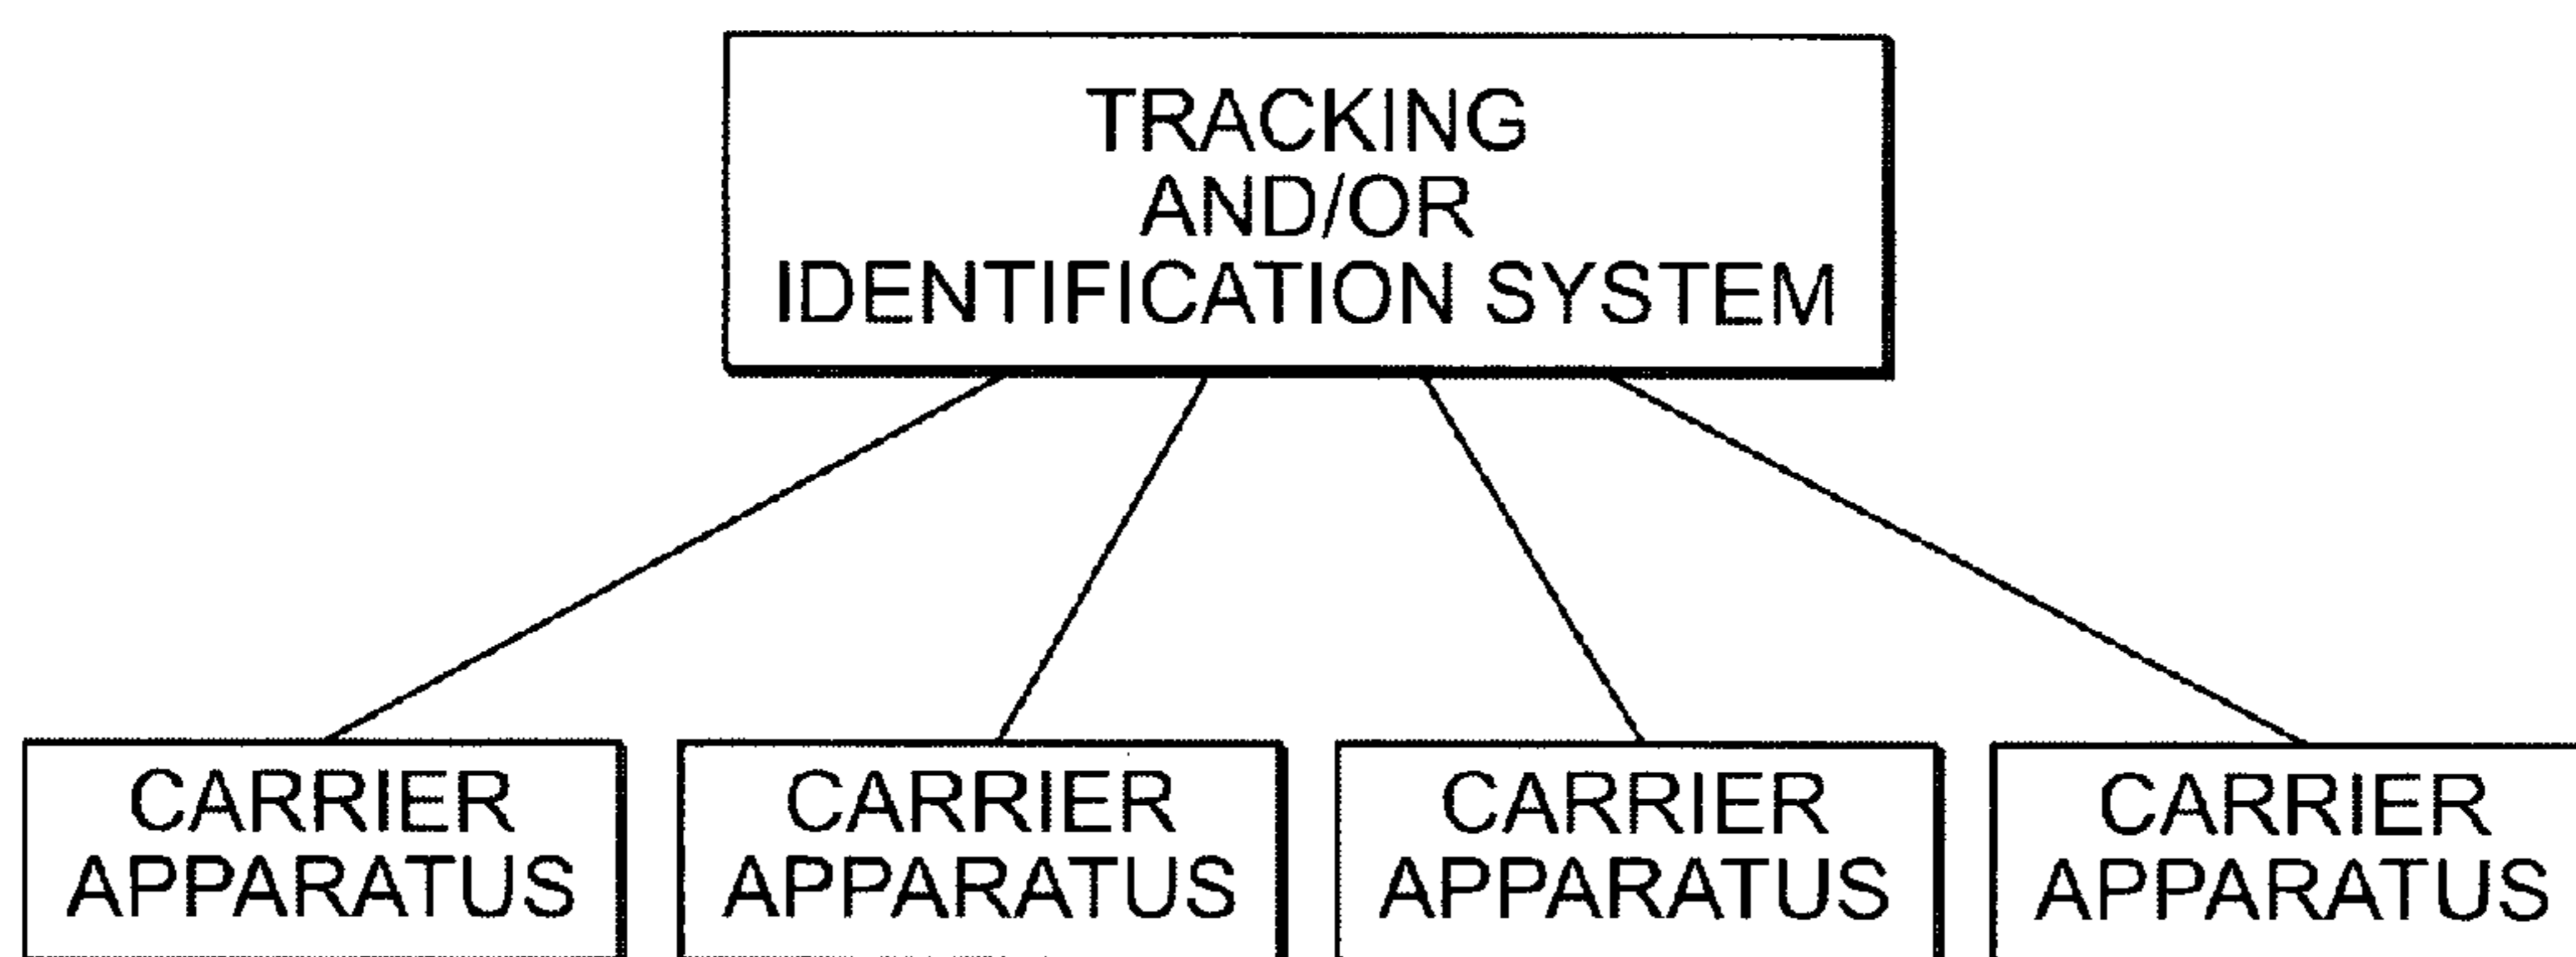 TRACKING
AND/OR
IDENTIFICATION SYSTEM
CARRIER CARRIER CARRIER CARRIER
APPARATUS APPARATUS APPARATUS APPARATUS